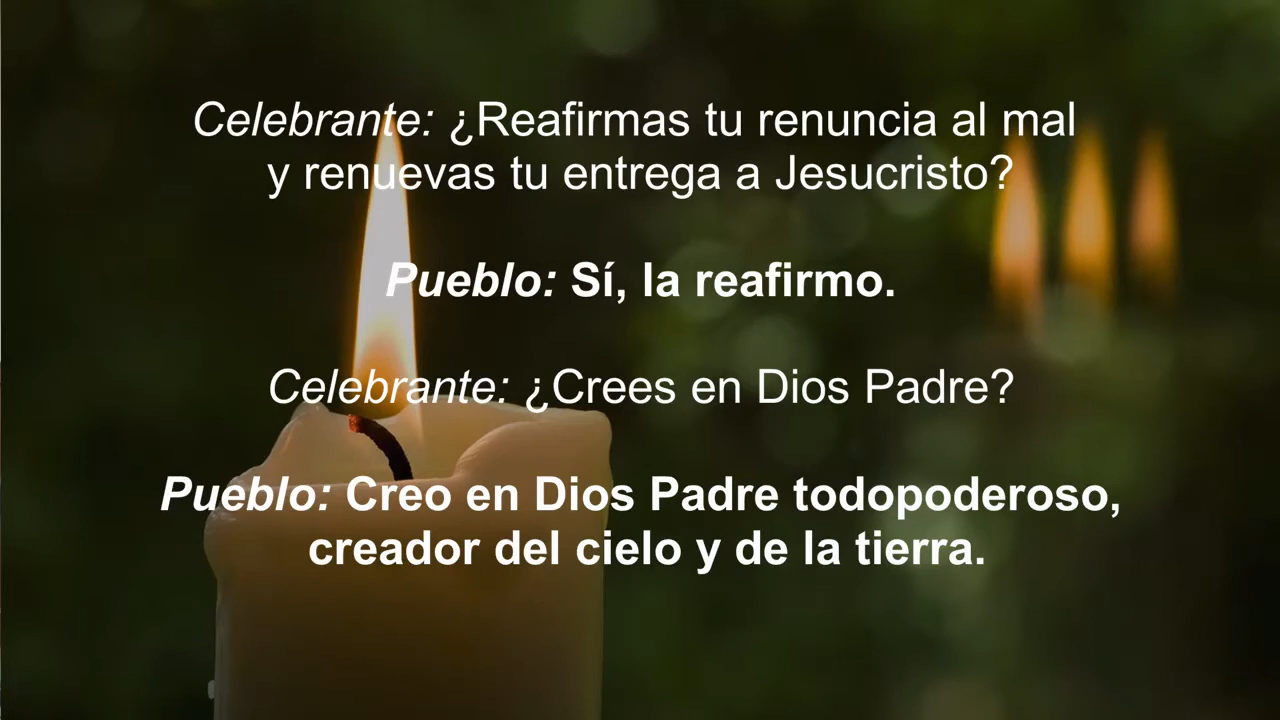 Celebrante: ¿Reafirmas tu renuncia al mal
y renuevas tu entrega a Jesucristo?
Pueblo: Sí, la reafirmo.
Celebrante: ¿Crees en Dios Padre?
Pueblo: Creo en Dios Padre todopoderoso,
creador del cielo y de la tierra.